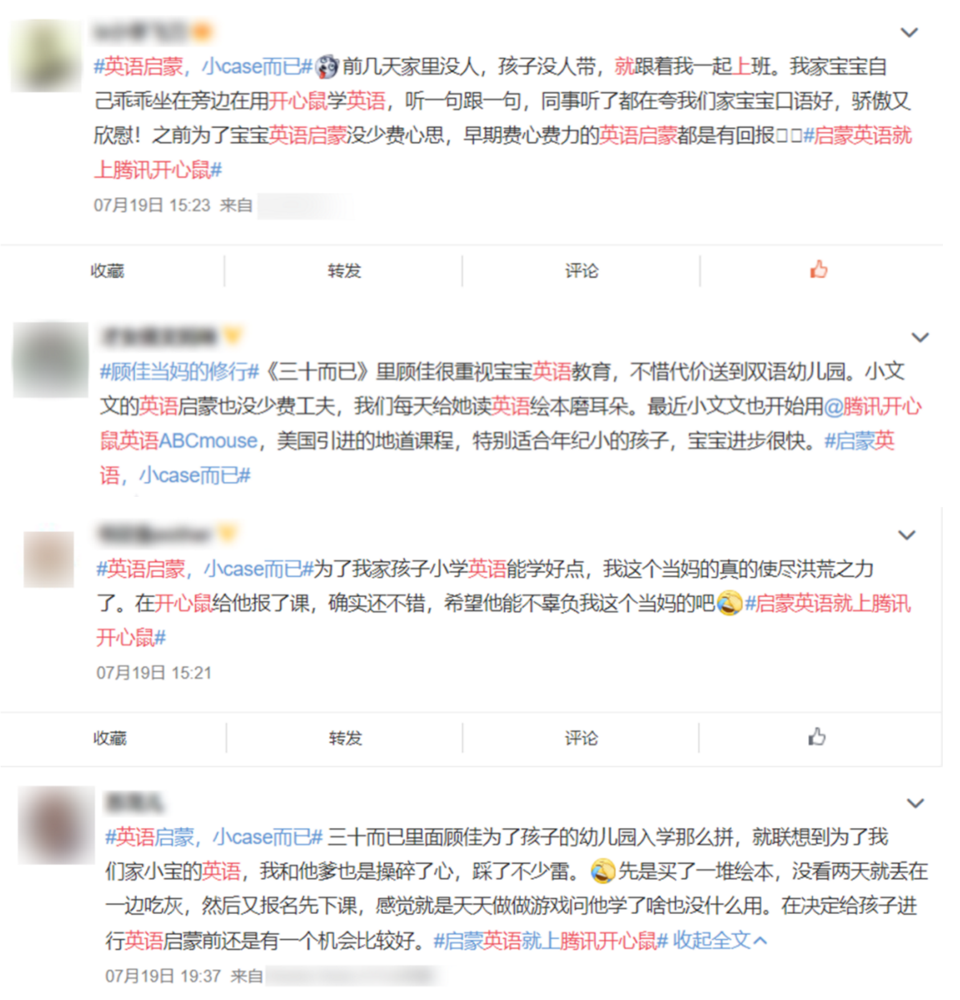 #英语启蒙，小case而已#前几天家里没人，孩子没人带，就跟着我一起上班。我家宝宝自
己乖乖坐在旁边在用开心鼠学英语，听一句跟一句，同事听了都在夸我们家宝宝口语好，骄傲又
欣慰！之前为了宝宝英语启蒙没少费心思，早期费心费力的英语启蒙都是有回报□□#启蒙英语就
上腾讯开心鼠#
07月19日 15:23 来自
收藏
转发
评论
#顾佳当妈的修行#《三十而已》里顾佳很重视宝宝英语教育，不惜代价送到双语幼儿园。小文
文的英语启蒙也没少费工夫，我们每天给她读英语绘本磨耳朵。最近小文文也开始用@腾讯开心
鼠英语ABCmouse，美国引进的地道课程，特别适合年纪小的孩子，宝宝进步很快。#启蒙英
语，小case而已#
#英语启蒙，小case而已#为了我家孩子小学英语能学好点，我这个当妈的真的使尽洪荒之力
了。在开心鼠给他报了课，确实还不错，希望他能不辜负我这个当妈的吧#启蒙英语就上腾讯
开心鼠#
07月19日 15:21
收藏
转发
评论
#英语启蒙，小case而已# 三十而已里面顾佳为了孩子的幼儿园入学那么拼，就联想到为了我
们家小宝的英语，我和他爹也是操碎了心，踩了不少雷。先是买了一堆绘本，没看两天就丢在
一边吃灰，然后又报名先下课，感觉就是天天做做游戏问他学了啥也没什么用。在决定给孩子进
行英语启蒙前还是有一个机会比较好。#启蒙英语就上腾讯开心鼠# 收起全文
07月19日 19:37 来自